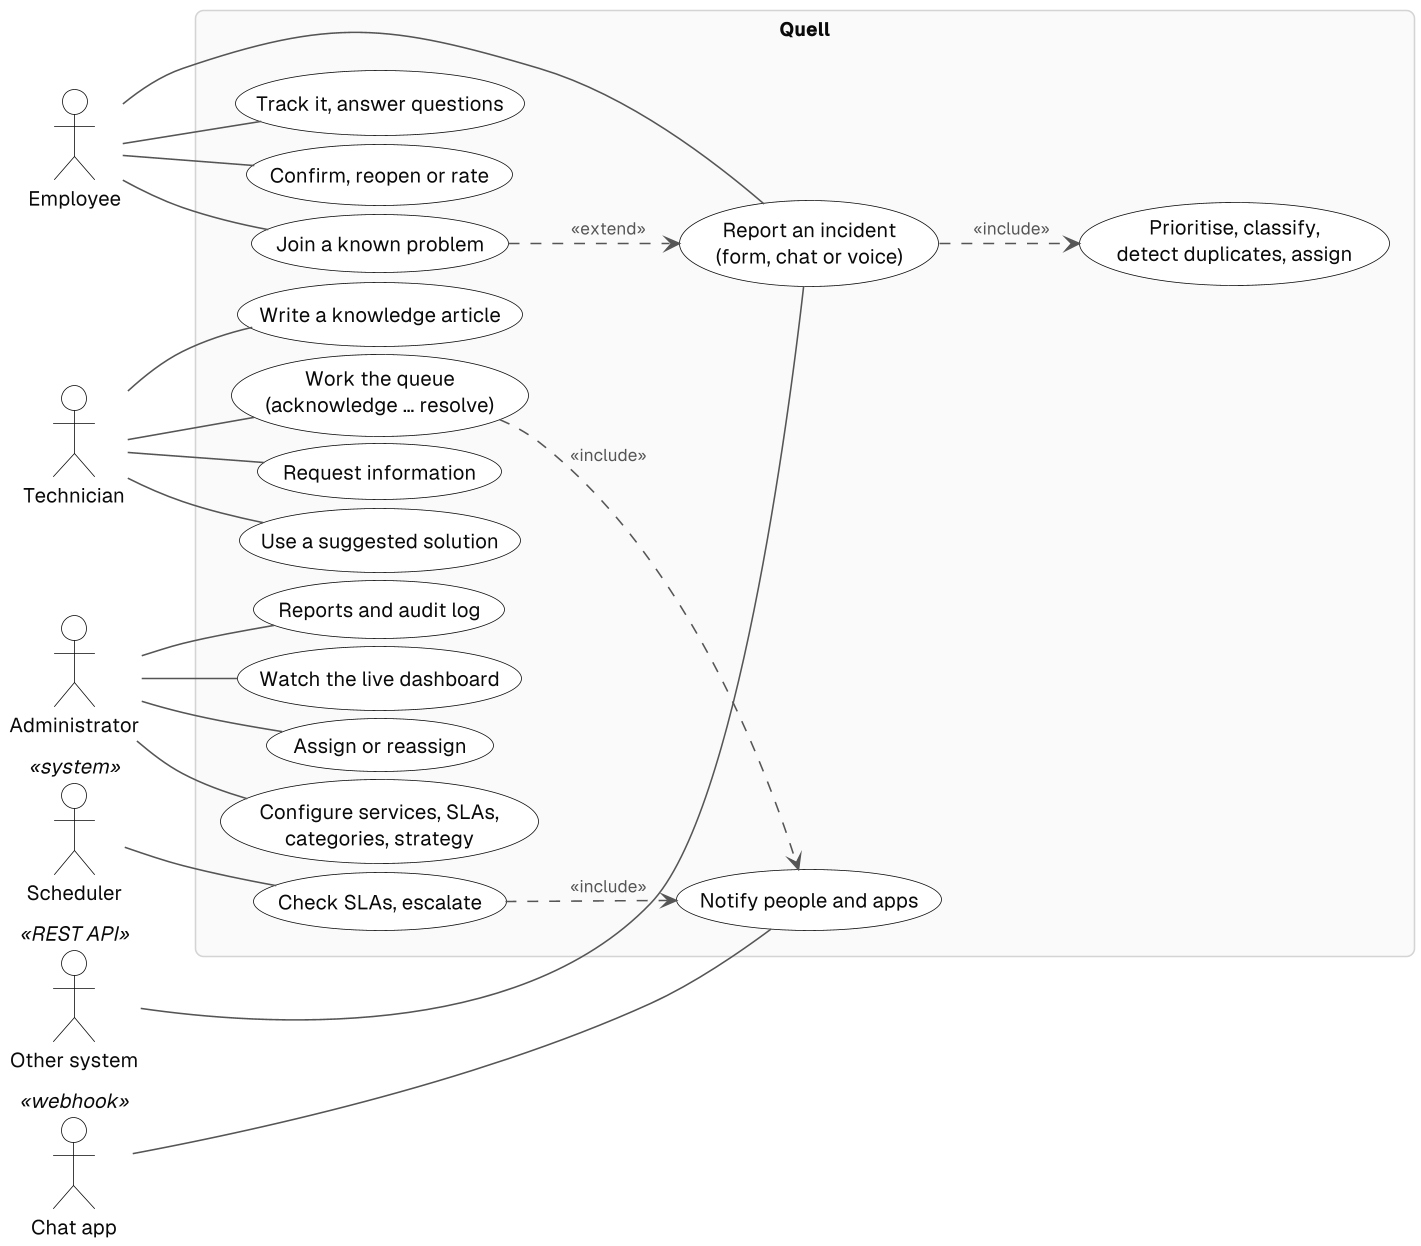 Quell
Track it, answer questions
Employee
Confirm, reopen or rate
Join a known problem
«extend»
Report an incident
(form, chat or voice)
«include»
Prioritise, classify,
detect duplicates, assign
Write a knowledge article
Technician
Work the queue
(acknowledge ... resolve)
«include»
Request information
Use a suggested solution
Reports and audit log
Administrator
Watch the live dashboard
Assign or reassign
Configure services, SLAs,
categories, strategy
«system»
Scheduler
Check SLAs, escalate
«include»
Notify people and apps
«REST API»
Other system
«webhook»
Chat app